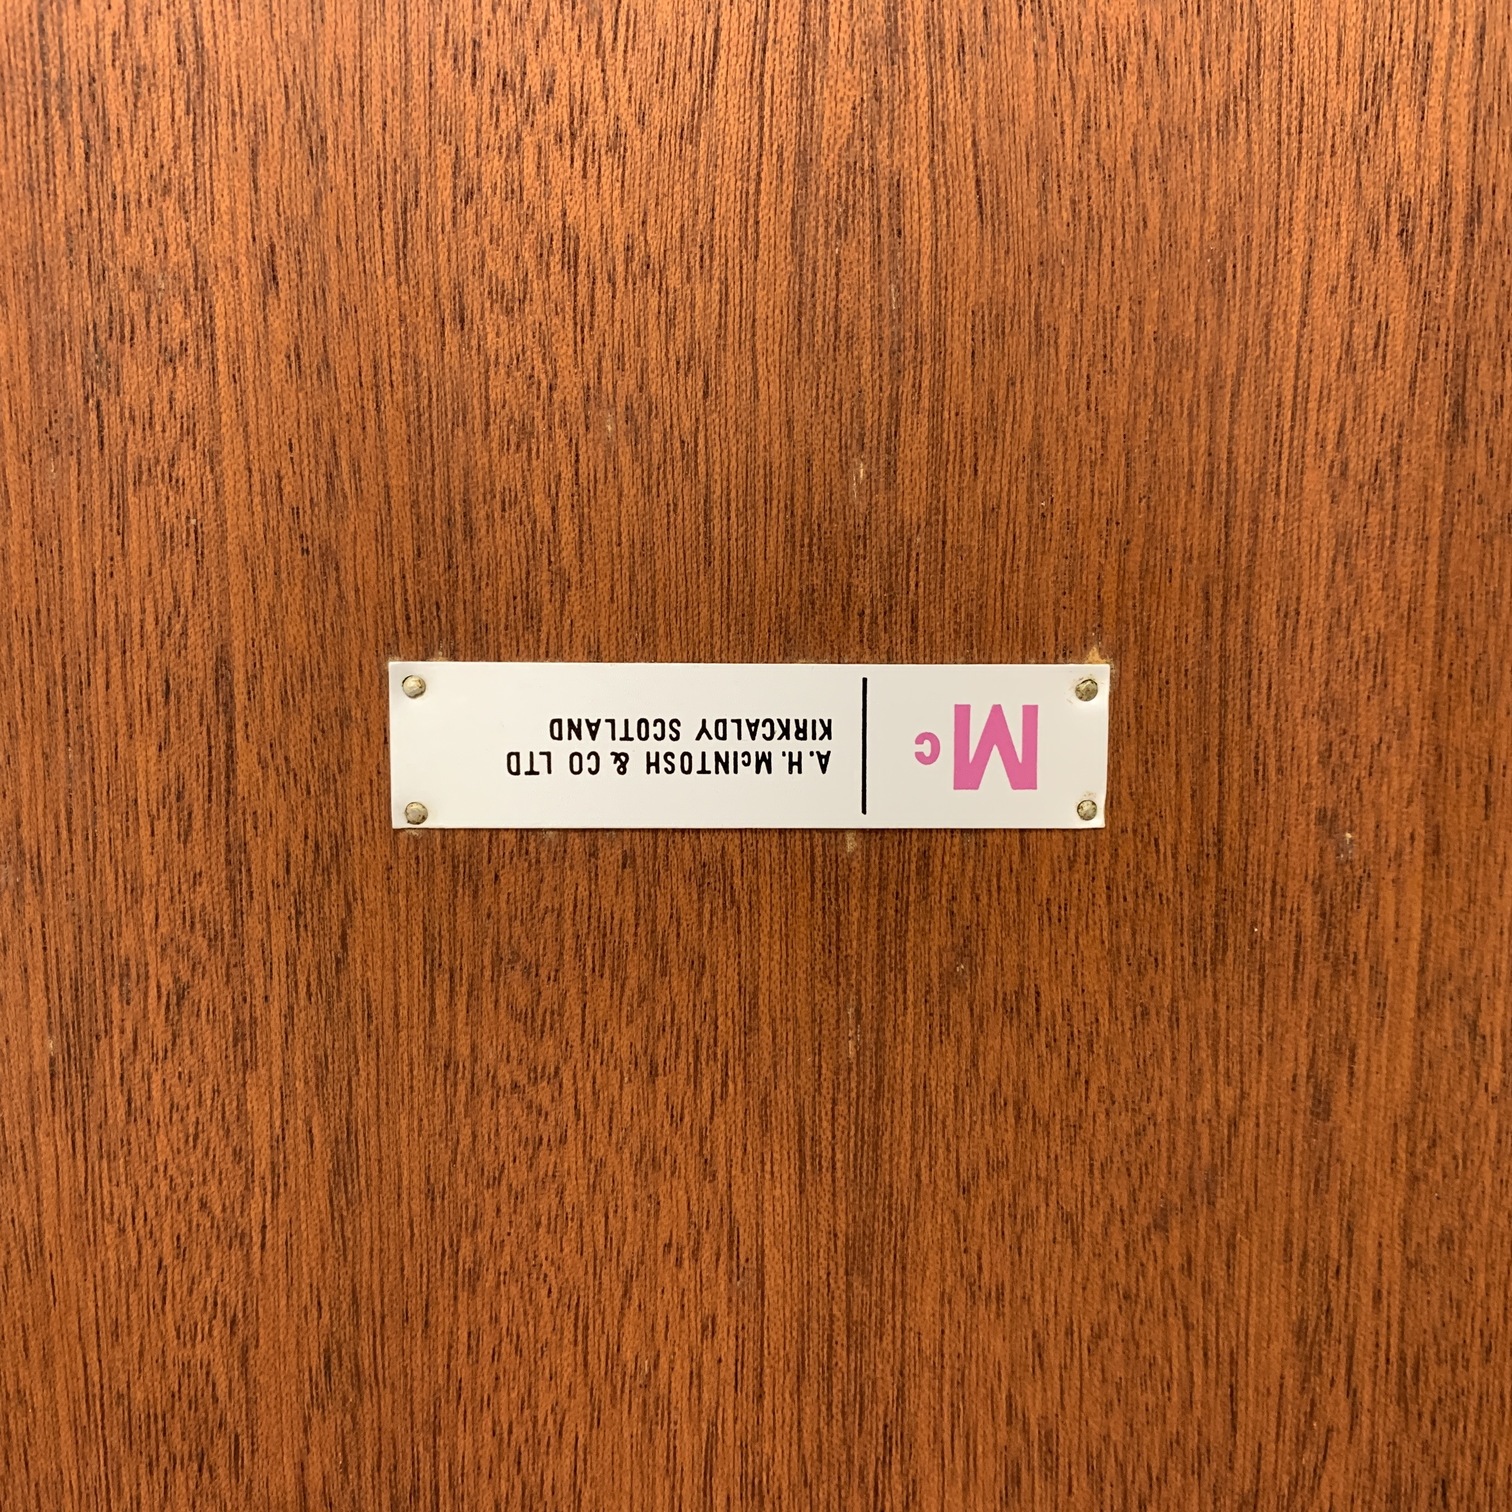 Mc
A.H. McINTOSH & CO LTD
KIRKCALDY SCOTLAND